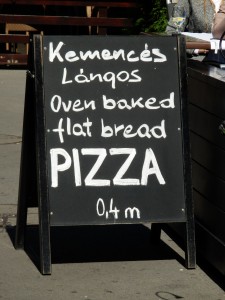 Kemencés
Lángos
Oven baked
flat bread
PIZZA
0,4 m